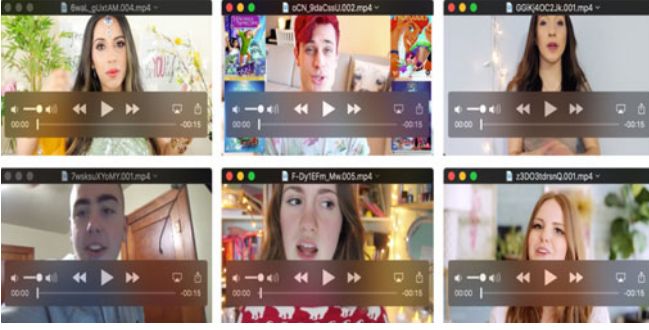 6waL_gUxtAM.004.mp4
oCN_9daCssU.002.mp4
GGiKj4OC2Jk.001.mp4
YOU
00:00 -00:15
00:00 -00:15
00:00 -00:15
7wsksuXYoMY.001.mp4
F-Dy1EFm_Mw.005.mp4
z3DO3tdrsnQ.001.mp4
00:00 -00:15
00:00 -00:15
00:00 -00:15